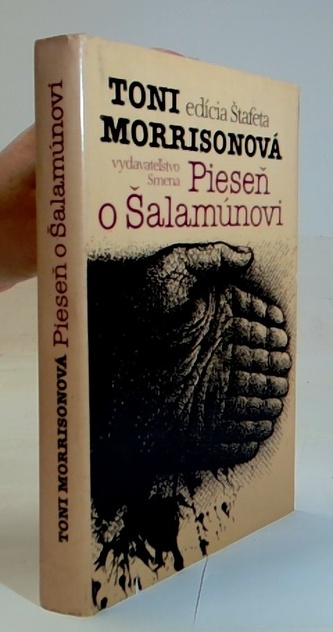 TONI edícia Štafeta
MORRISONOVÁ
vydavateľstvo
Smena Pieseň
o Šalamúnovi
TONI MORRISONOVÁ Pieseň o Šalamúnovi